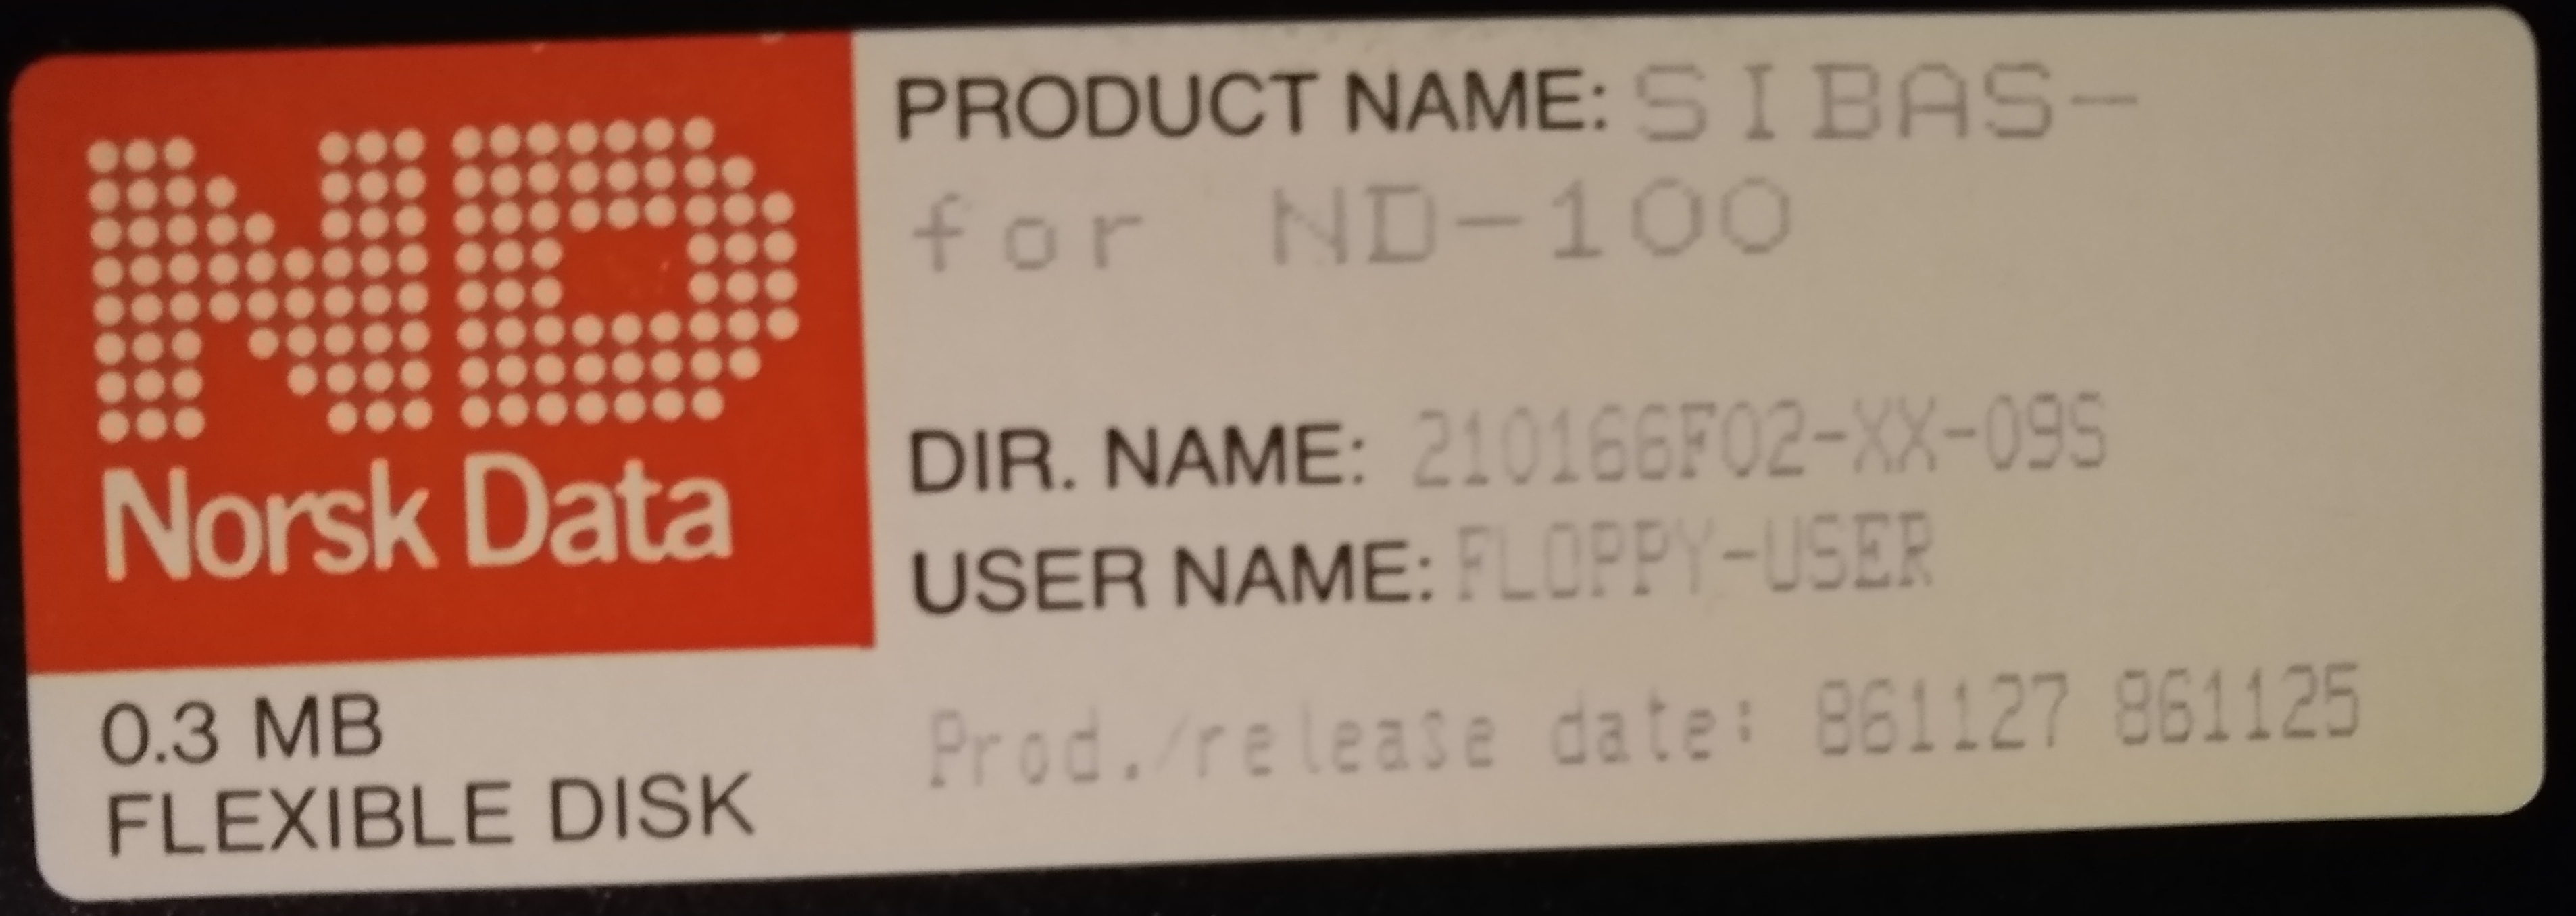 ND
Norsk Data
0.3 MB
FLEXIBLE DISK
PRODUCT NAME: SIBAS-
for ND-100
DIR. NAME: 210166F02-XX-09S
USER NAME: FLOPPY-USER
Prod./release date: 861127 861125